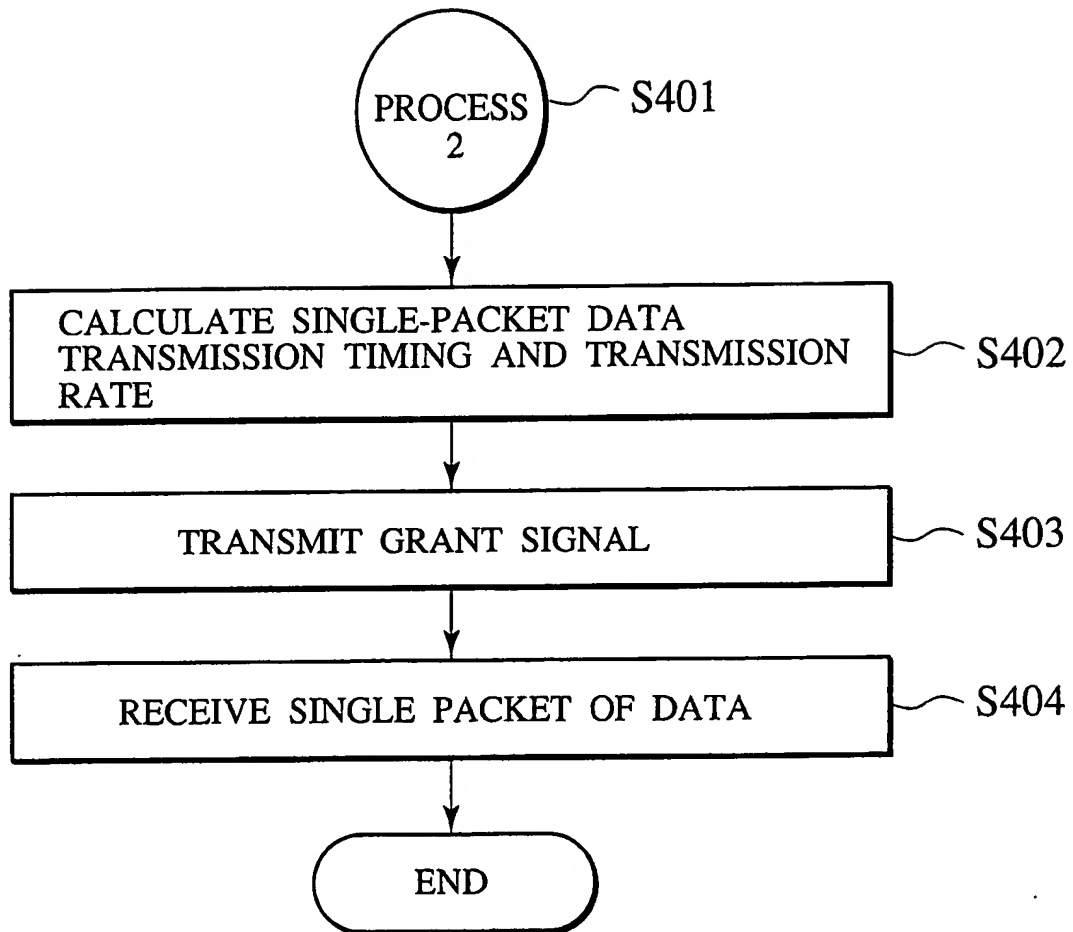 PROCESS
2
S401
CALCULATE SINGLE-PACKET DATA
TRANSMISSION TIMING AND TRANSMISSION
RATE
S402
TRANSMIT GRANT SIGNAL
S403
RECEIVE SINGLE PACKET OF DATA
S404
END